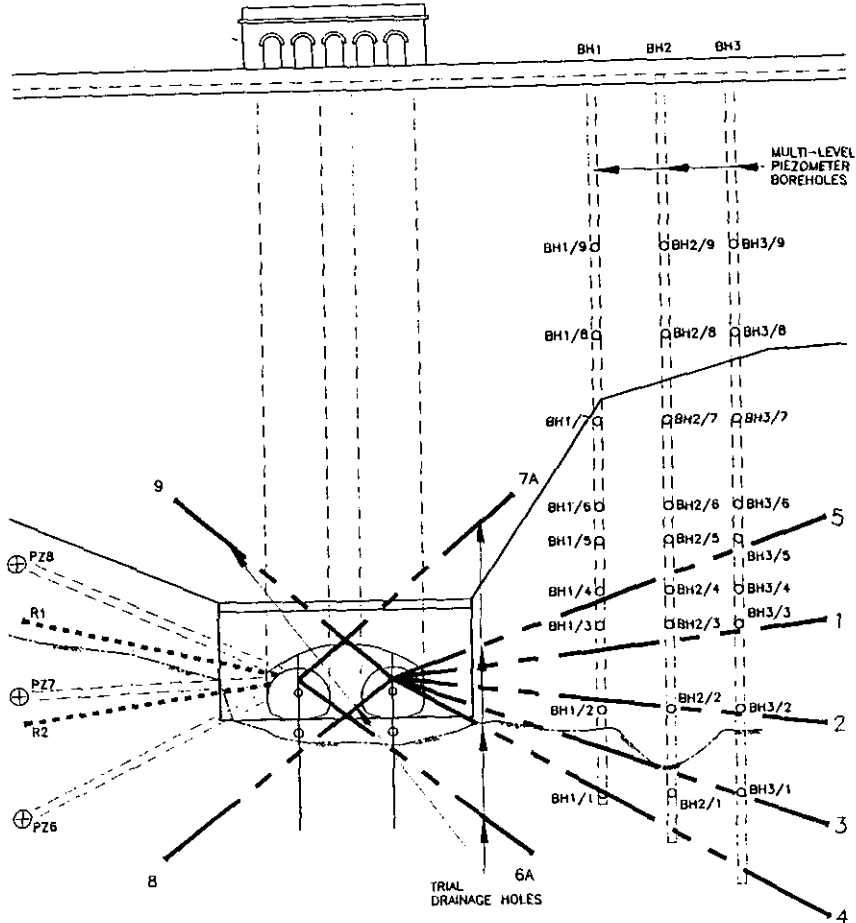 BH1 BH2 BH3
MULTI-LEVEL
PIEZOMETER
BOREHOLES
BH1/9 BH2/9 BH3/9
BH1/8 BH2/8 BH3/8
BH1/7 BH2/7 BH3/7
9 7A
BH1/6 BH2/6 BH3/6
5
BH1/5 BH2/5
BH3/5
PZ8
BH1/4 BH2/4 BH3/4
R1
BH1/3 BH2/3 BH3/3
1
PZ7
BH1/2 BH2/2 BH3/2
2
R2
BH1/1 BH2/1 BH3/1
PZ6
3
8 6A
TRIAL
DRAINAGE HOLES
4